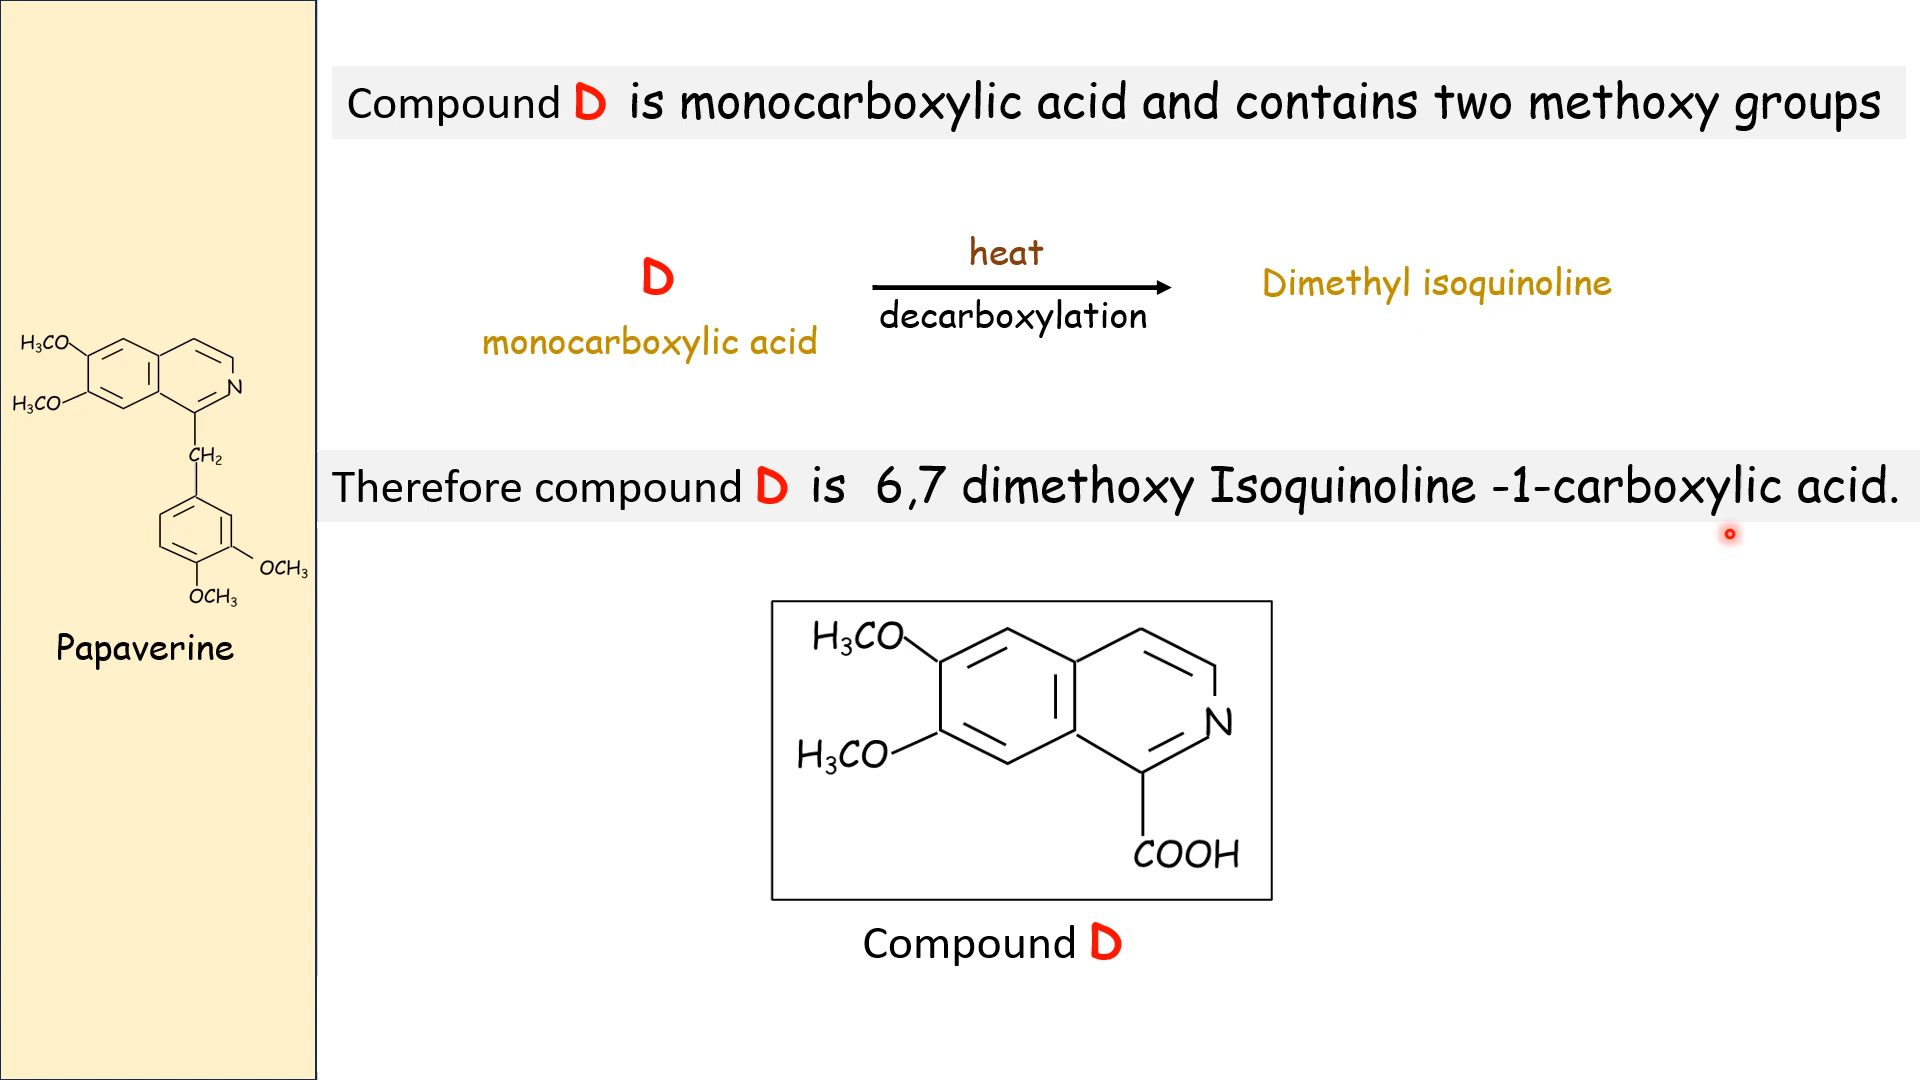 Compound D is monocarboxylic acid and contains two methoxy groups
D
monocarboxylic acid
heat
decarboxylation
Dimethyl isoquinoline
H₃CO
H₃CO
N
CH₂
OCH₃
OCH₃
Papaverine
Therefore compound D is 6,7 dimethoxy Isoquinoline -1-carboxylic acid.
H₃CO
H₃CO
N
COOH
Compound D